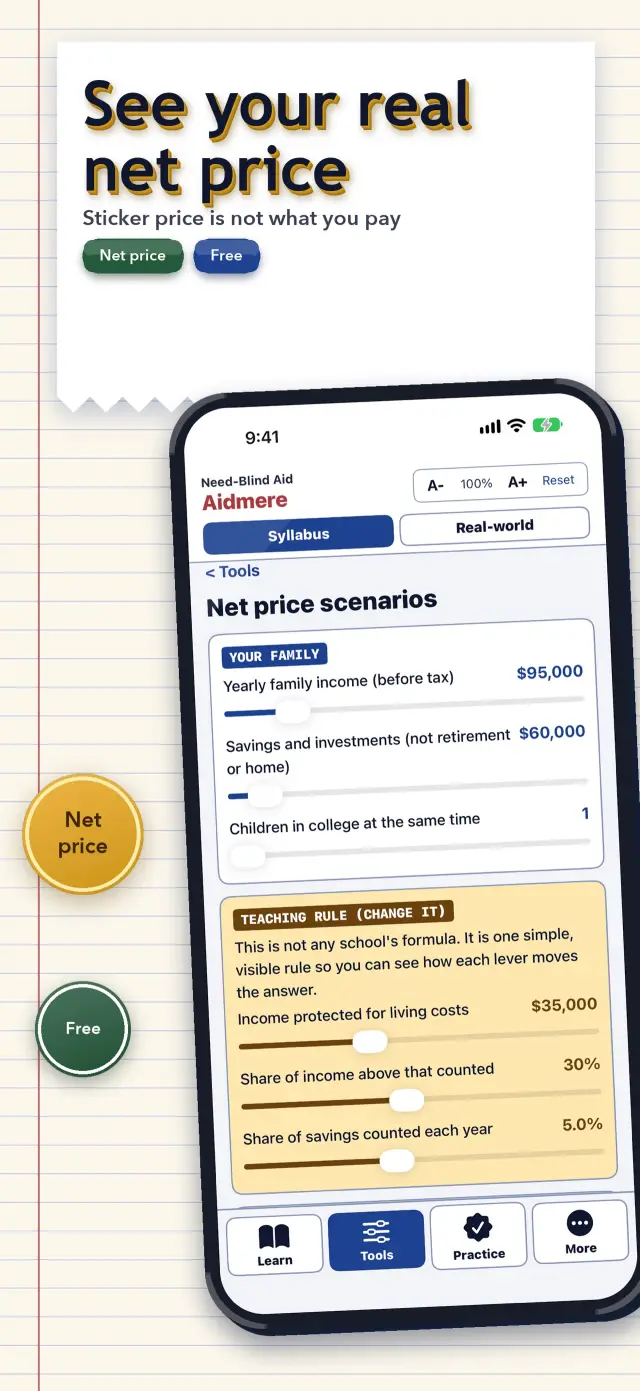 See your real
net price
Sticker price is not what you pay
Net price
Free
9:41
Need-Blind Aid
Aidmere
A- 100% A+ Reset
Syllabus
Real-world
< Tools
Net price scenarios
YOUR FAMILY
Yearly family income (before tax) $95,000
Savings and investments (not retirement $60,000
or home)
Children in college at the same time 1
Net
price
TEACHING RULE (CHANGE IT)
This is not any school's formula. It is one simple,
visible rule so you can see how each lever moves
the answer.
Income protected for living costs $35,000
Share of income above that counted 30%
Share of savings counted each year 5.0%
Free
Learn
Tools
Practice
More